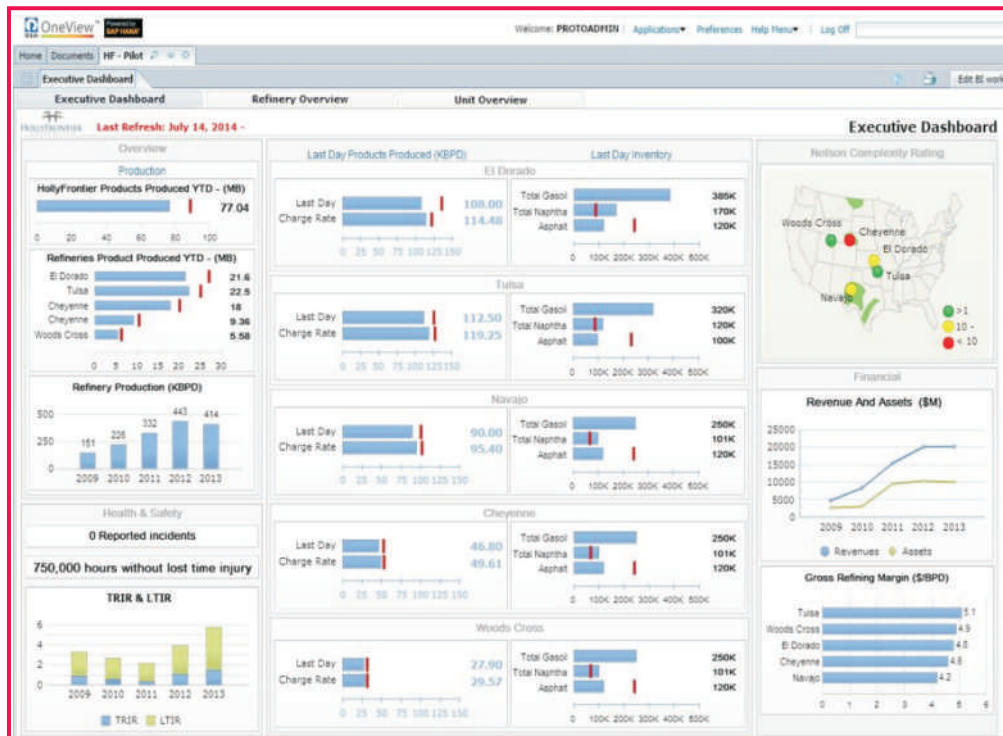 OneView™ Powered by SAP HANA
Welcome: PROTOADMIN Applications Preferences Help Menu Log Off
Home Documents HF - Pilot
Executive Dashboard Edit BI work
Executive Dashboard Refinery Overview Unit Overview
HOLLYFRONTIER Last Refresh: July 14, 2014 - Executive Dashboard
Overview
Production
HollyFrontier Products Produced YTD - (MB)
77.04
0 20 40 60 80 100
Refineries Product Produced YTD - (MB)
El Dorado 21.6
Tulsa 22.5
Cheyenne 18
Cheyenne 9.36
Woods Cross 5.58
0 5 10 15 20 25 30
Refinery Production (KBPD)
500
250
0
151 226 332 443 414
2009 2010 2011 2012 2013
Health & Safety
0 Reported incidents
750,000 hours without lost time injury
TRIR & LTIR
6
4
2
0
2009 2010 2011 2012 2013
TRIR LTIR
Last Day Products Produced (KBPD) Last Day Inventory
El Dorado
Last Day 108.00
Charge Rate 114.48
0 25 50 75 100 125 150
Total Gasol 385K
Total Naphtha 170K
Asphalt 120K
0 100K 200K 300K 400K 500K
Tulsa
Last Day 112.50
Charge Rate 119.25
0 25 50 75 100 125 150
Total Gasol 320K
Total Naphtha 120K
Asphalt 100K
0 100K 200K 300K 400K 500K
Navajo
Last Day 90.00
Charge Rate 95.40
0 25 50 75 100 125 150
Total Gasol 250K
Total Naphtha 101K
Asphalt 120K
0 100K 200K 300K 400K 500K
Cheyenne
Last Day 46.80
Charge Rate 49.61
0 25 50 75 100 125 150
Total Gasol 250K
Total Naphtha 101K
Asphalt 120K
0 100K 200K 300K 400K 500K
Woods Cross
Last Day 27.90
Charge Rate 29.57
0 25 50 75 100 125 150
Total Gasol 250K
Total Naphtha 101K
Asphalt 120K
0 100K 200K 300K 400K 500K
Nelson Complexity Rating
Woods Cross
Cheyenne
El Dorado
Tulsa
Navajo
>1
10 -
< 10
Financial
Revenue And Assets ($M)
25000
20000
15000
10000
5000
0
2009 2010 2011 2012 2013
Revenues Assets
Gross Refining Margin ($/BPD)
Tulsa 5.1
Woods Cross 4.9
El Dorado 4.8
Cheyenne 4.6
Navajo 4.2
0 1 2 3 4 5 6